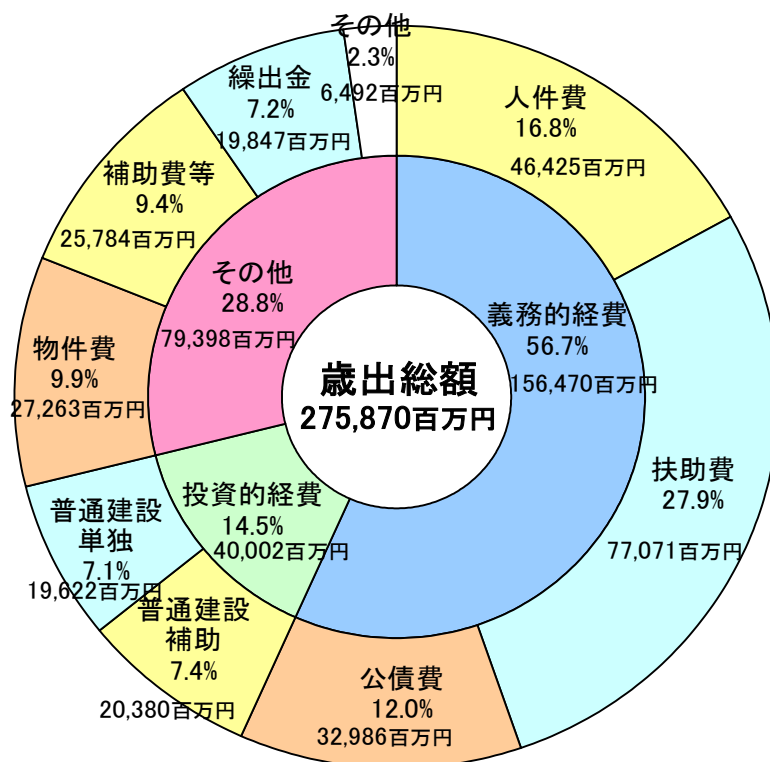 歳出総額
275,870百万円
義務的経費
56.7%
156,470百万円
投資的経費
14.5%
40,002百万円
その他
28.8%
79,398百万円
人件費
16.8%
46,425百万円
扶助費
27.9%
77,071百万円
公債費
12.0%
32,986百万円
普通建設
補助
7.4%
20,380百万円
普通建設
単独
7.1%
19,622百万円
物件費
9.9%
27,263百万円
補助費等
9.4%
25,784百万円
繰出金
7.2%
19,847百万円
その他
2.3%
6,492百万円